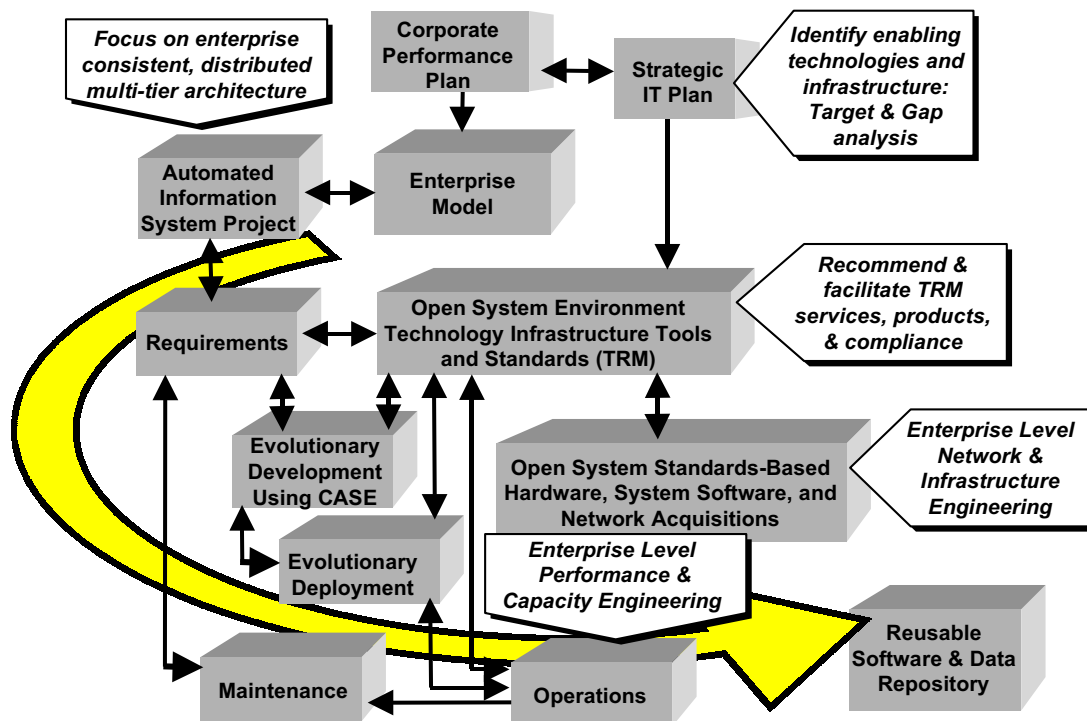 Focus on enterprise
consistent, distributed
multi-tier architecture
Corporate
Performance
Plan
Strategic
IT Plan
Identify enabling
technologies and
infrastructure:
Target & Gap
analysis
Automated
Information
System Project
Enterprise
Model
Requirements
Open System Environment
Technology Infrastructure Tools
and Standards (TRM)
Recommend &
facilitate TRM
services, products,
& compliance
Evolutionary
Development
Using CASE
Open System Standards-Based
Hardware, System Software, and
Network Acquisitions
Enterprise Level
Network &
Infrastructure
Engineering
Evolutionary
Deployment
Enterprise Level
Performance &
Capacity Engineering
Maintenance
Operations
Reusable
Software & Data
Repository